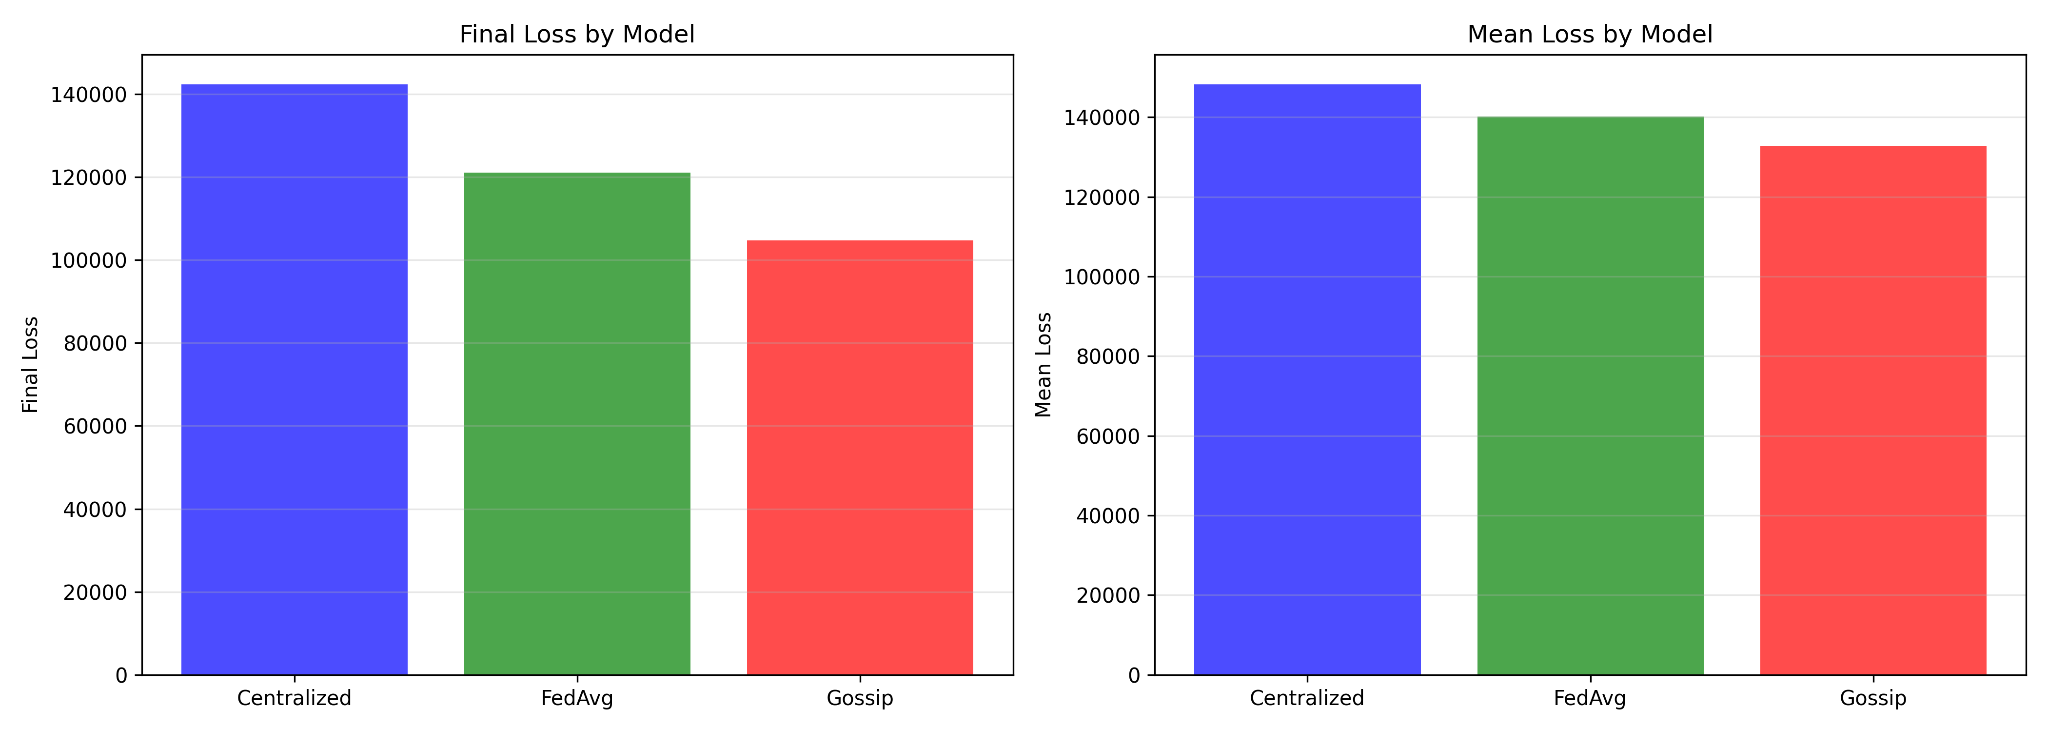 Final Loss by Model
Final Loss
140000
120000
100000
80000
60000
40000
20000
0
Centralized FedAvg Gossip
Mean Loss by Model
Mean Loss
140000
120000
100000
80000
60000
40000
20000
0
Centralized FedAvg Gossip